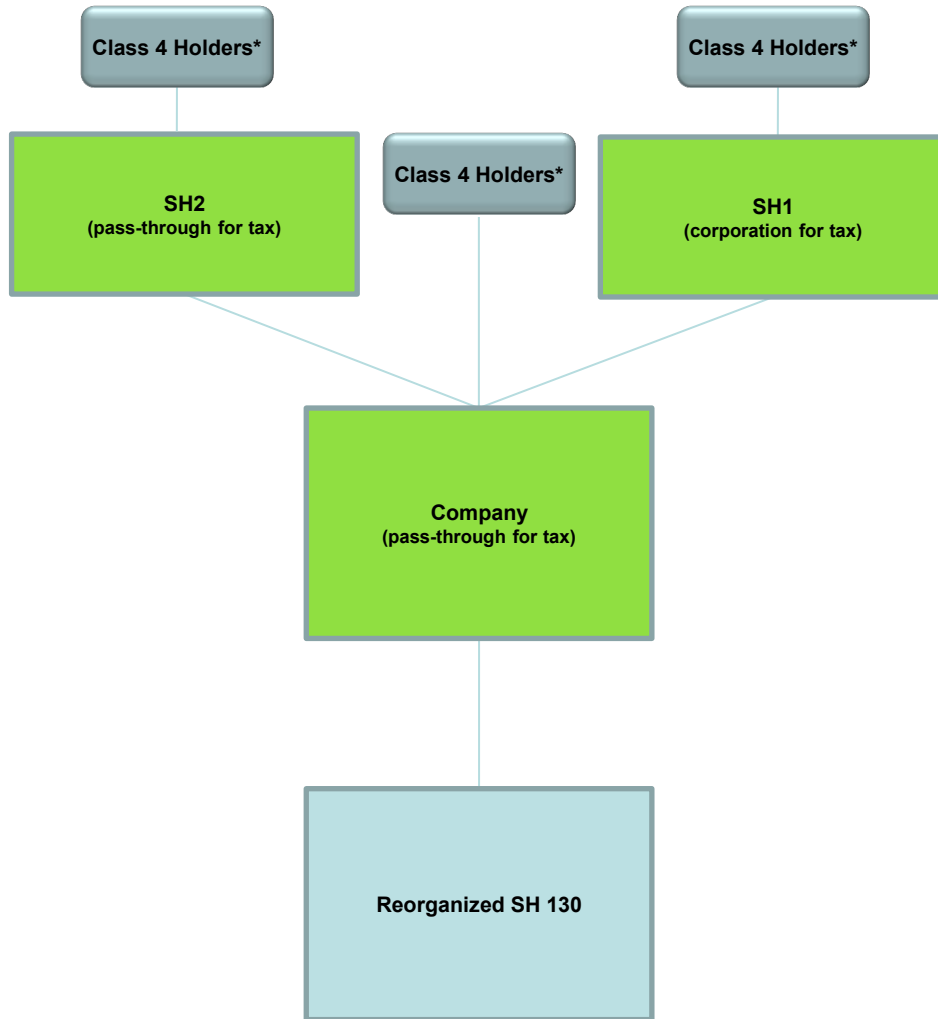 Class 4 Holders*
Class 4 Holders*
Class 4 Holders*
SH2
(pass-through for tax)
SH1
(corporation for tax)
Company
(pass-through for tax)
Reorganized SH 130